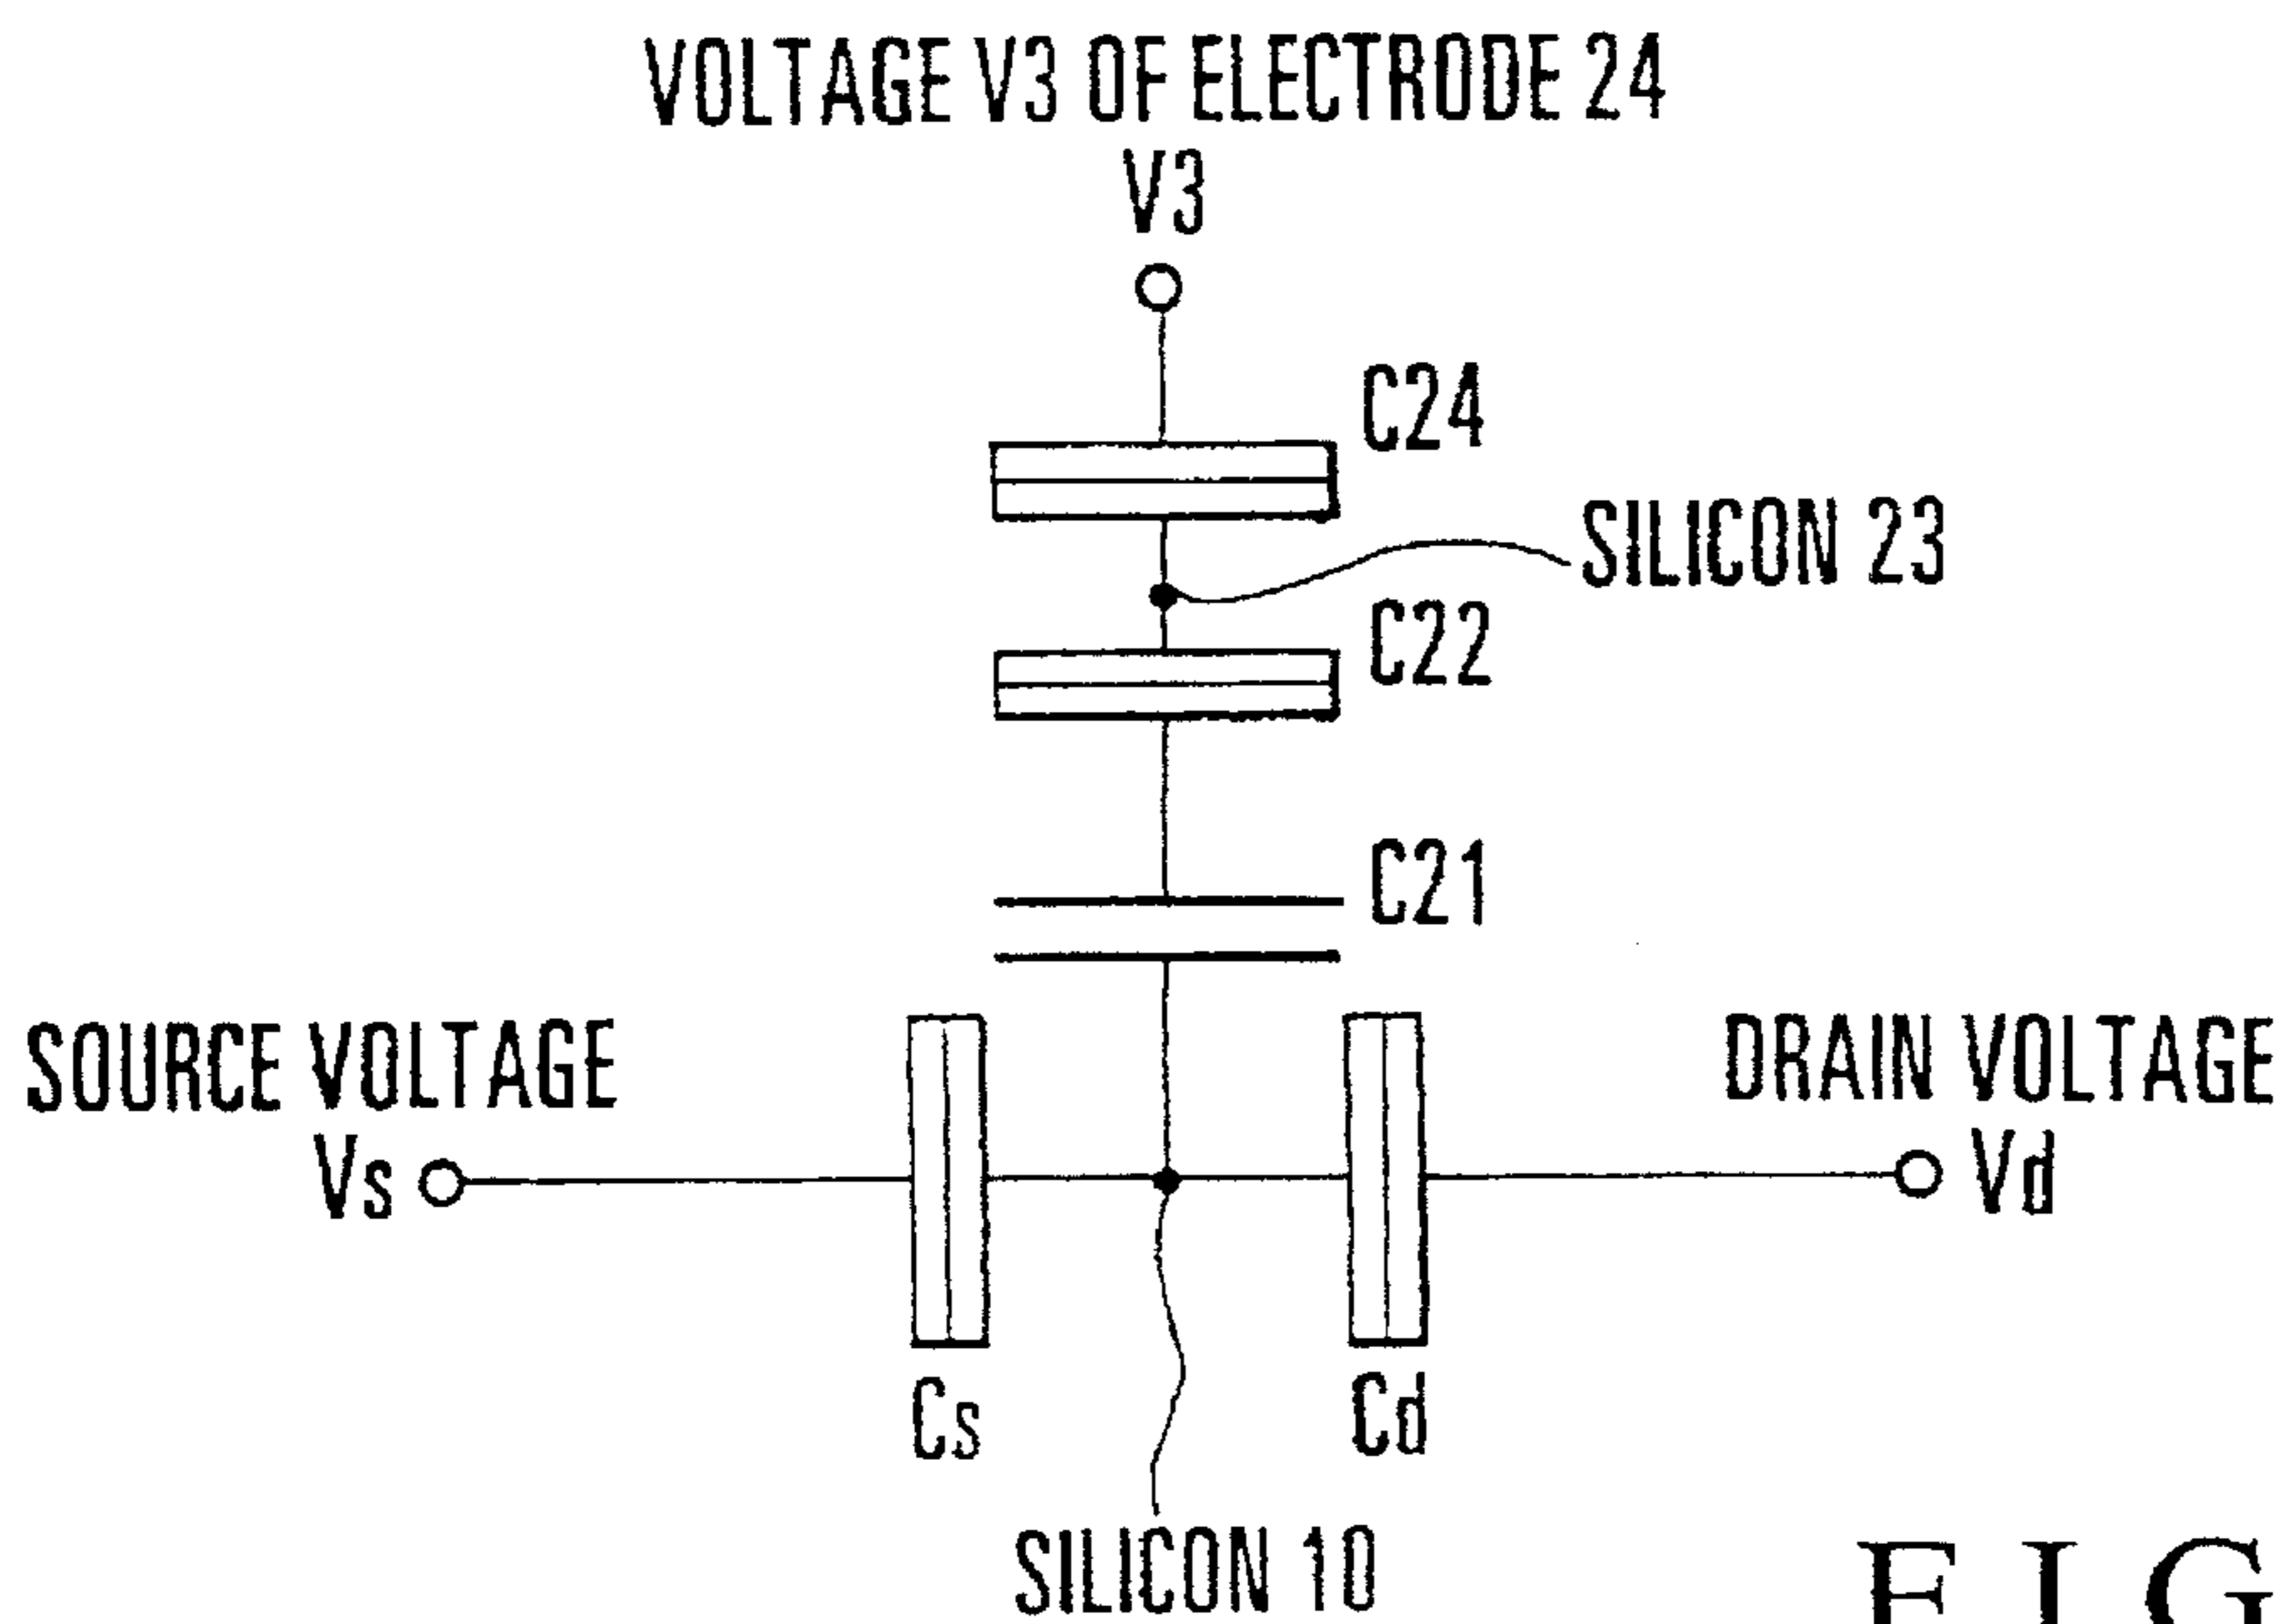 VOLTAGE V3 OF ELECTRODE 24
V3
C24
SILICON 23
C22
C21
SOURCE VOLTAGE
DRAIN VOLTAGE
Vs
Vd
Cs
Cd
SILICON 10
FIG